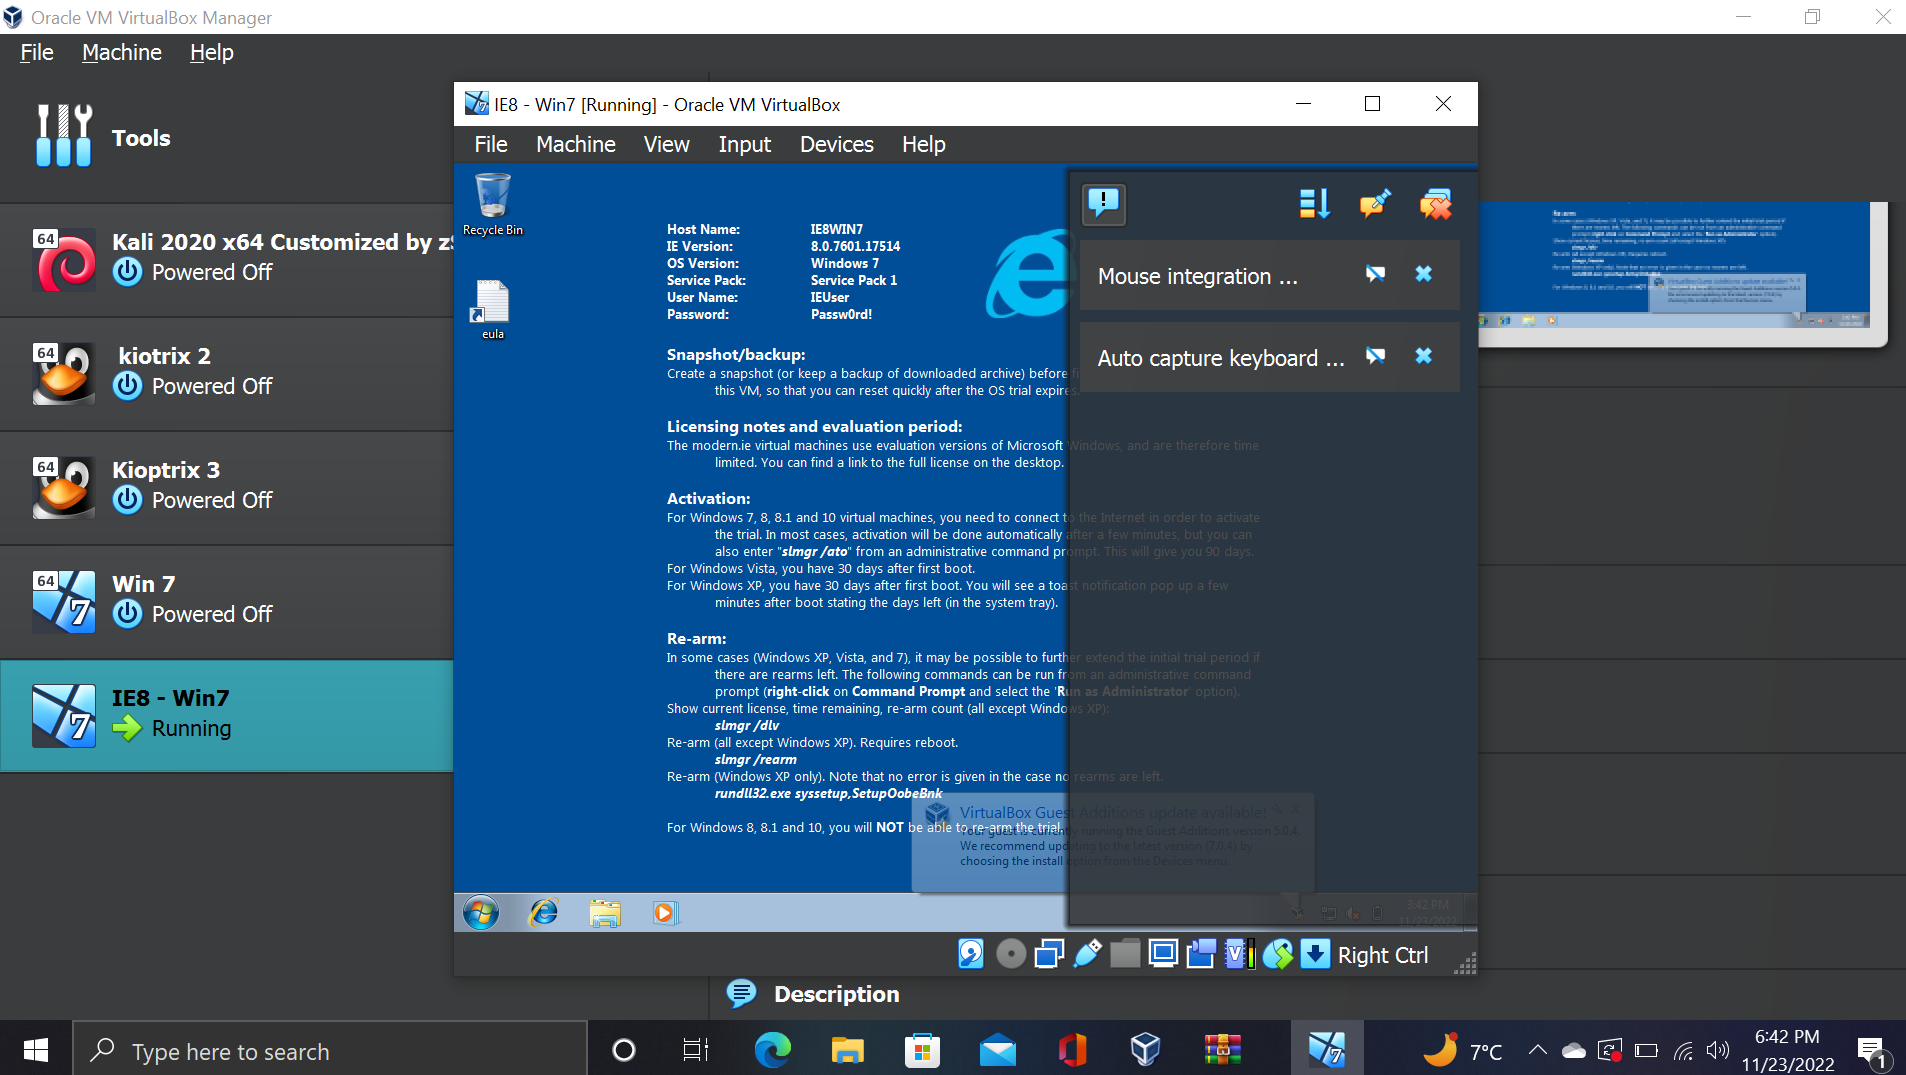 Oracle VM VirtualBox Manager
File Machine Help
Tools
64
Kali 2020 x64 Customized by zS
Powered Off
64
kiotrix 2
Powered Off
64
Kioptrix 3
Powered Off
64
Win 7
Powered Off
IE8 - Win7
Running
IE8 - Win7 [Running] - Oracle VM VirtualBox
File Machine View Input Devices Help
Recycle Bin
eula
Host Name: IE8WIN7
IE Version: 8.0.7601.17514
OS Version: Windows 7
Service Pack: Service Pack 1
User Name: IEUser
Password: Passw0rd!
Snapshot/backup:
Create a snapshot (or keep a backup of downloaded archive) before
this VM, so that you can reset quickly after the OS trial expires.
Licensing notes and evaluation period:
The modern.ie virtual machines use evaluation versions of Microsoft Windows, and are therefore time
limited. You can find a link to the full license on the desktop.
Activation:
For Windows 7, 8, 8.1 and 10 virtual machines, you need to connect to the Internet in order to activate
the trial. In most cases, activation will be done automatically after a few minutes, but you can
also enter "slmgr /ato" from an administrative command prompt. This will give you 90 days.
For Windows Vista, you have 30 days after first boot.
For Windows XP, you have 30 days after first boot. You will see a toast notification pop up a few
minutes after boot stating the days left (in the system tray).
Re-arm:
In some cases (Windows XP, Vista, and 7), it may be possible to further extend the initial trial period if
there are rearms left. The following commands can be run from an administrative command
prompt (right-click on Command Prompt and select the 'Run as Administrator' option).
Show current license, time remaining, re-arm count (all except Windows XP):
slmgr /dlv
Re-arm (all except Windows XP). Requires reboot.
slmgr /rearm
Re-arm (Windows XP only). Note that no error is given in the case no rearms are left.
rundll32.exe syssetup,SetupOobeBnk
For Windows 8, 8.1 and 10, you will NOT be able to re-arm the trial.
Mouse integration ...
Auto capture keyboard ...
VirtualBox Guest Additions update available!
Your guest is currently running the Guest Additions version 5.0.4.
We recommend updating to the latest version (7.0.4) by
choosing the install option from the Devices menu.
3:42 PM
11/23/2022
Right Ctrl
Description
Type here to search
7°C
6:42 PM
11/23/2022
1